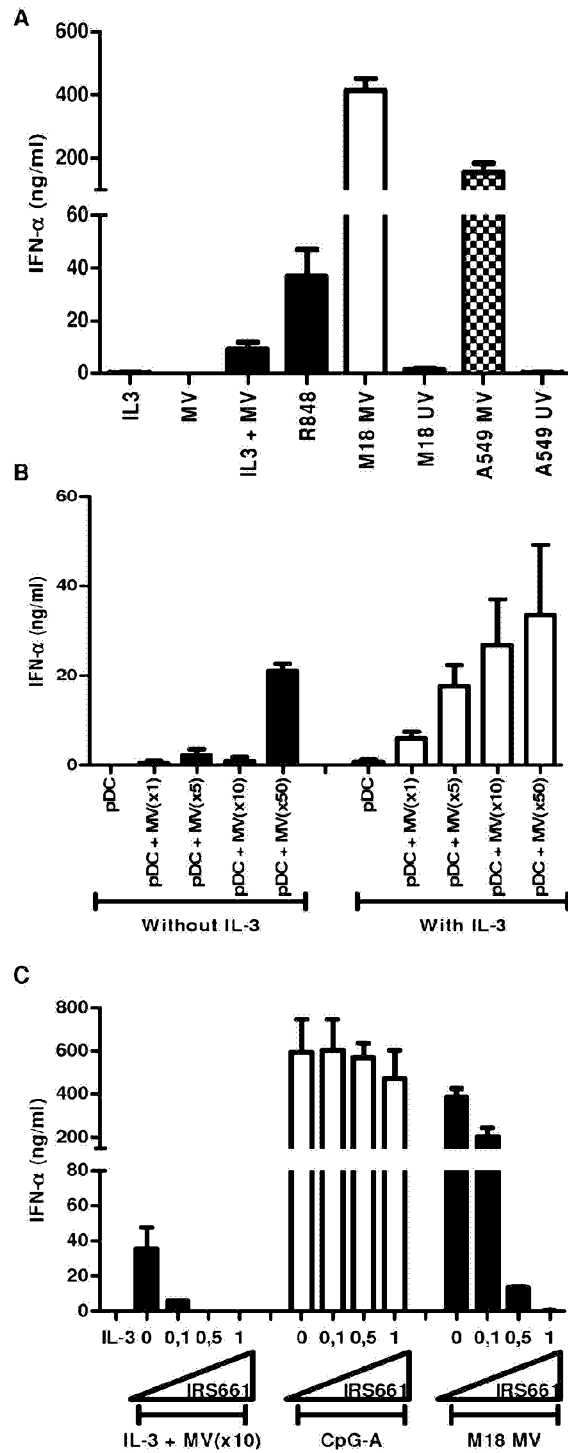 A
600
400
200
60
40
20
0
IFN-α (ng/ml)
IL3
MV
IL3 + MV
R848
M18 MV
M18 UV
A549 MV
A549 UV
B
60
40
20
0
IFN-α (ng/ml)
pDC
pDC + MV(x1)
pDC + MV(x5)
pDC + MV(x10)
pDC + MV(x50)
pDC
pDC + MV(x1)
pDC + MV(x5)
pDC + MV(x10)
pDC + MV(x50)
Without IL-3
With IL-3
C
800
600
400
200
80
60
40
20
0
IFN-α (ng/ml)
IL-3 0 0,1 0,5 1 0 0,1 0,5 1 0 0,1 0,5 1
IRS661 IRS661 IRS661
IL-3 + MV(x10) CpG-A M18 MV